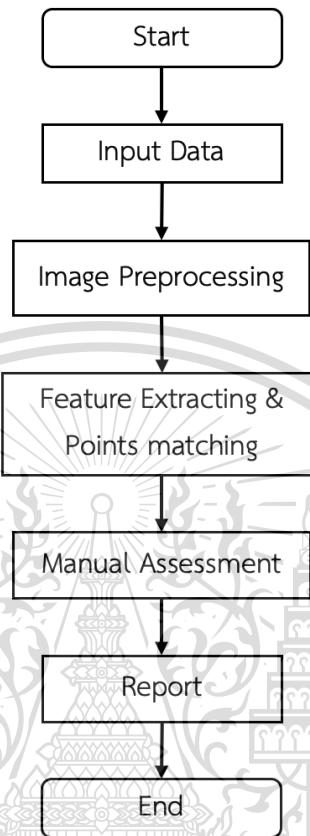 Start
Input Data
Image Preprocessing
Feature Extracting &
Points matching
Manual Assessment
Report
End